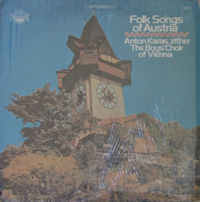 Folk Songs
of Austria
Anton Karas, zither
The Boys Choir
of Vienna